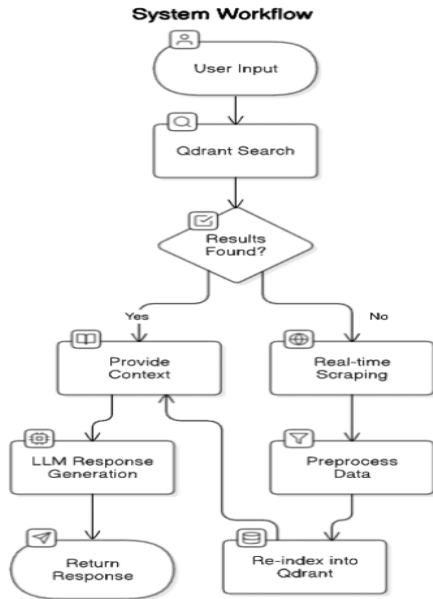 System Workflow
User Input
Qdrant Search
Results
Found?
Yes
No
Provide
Context
Real-time
Scraping
LLM Response
Generation
Preprocess
Data
Return
Response
Re-index into
Qdrant